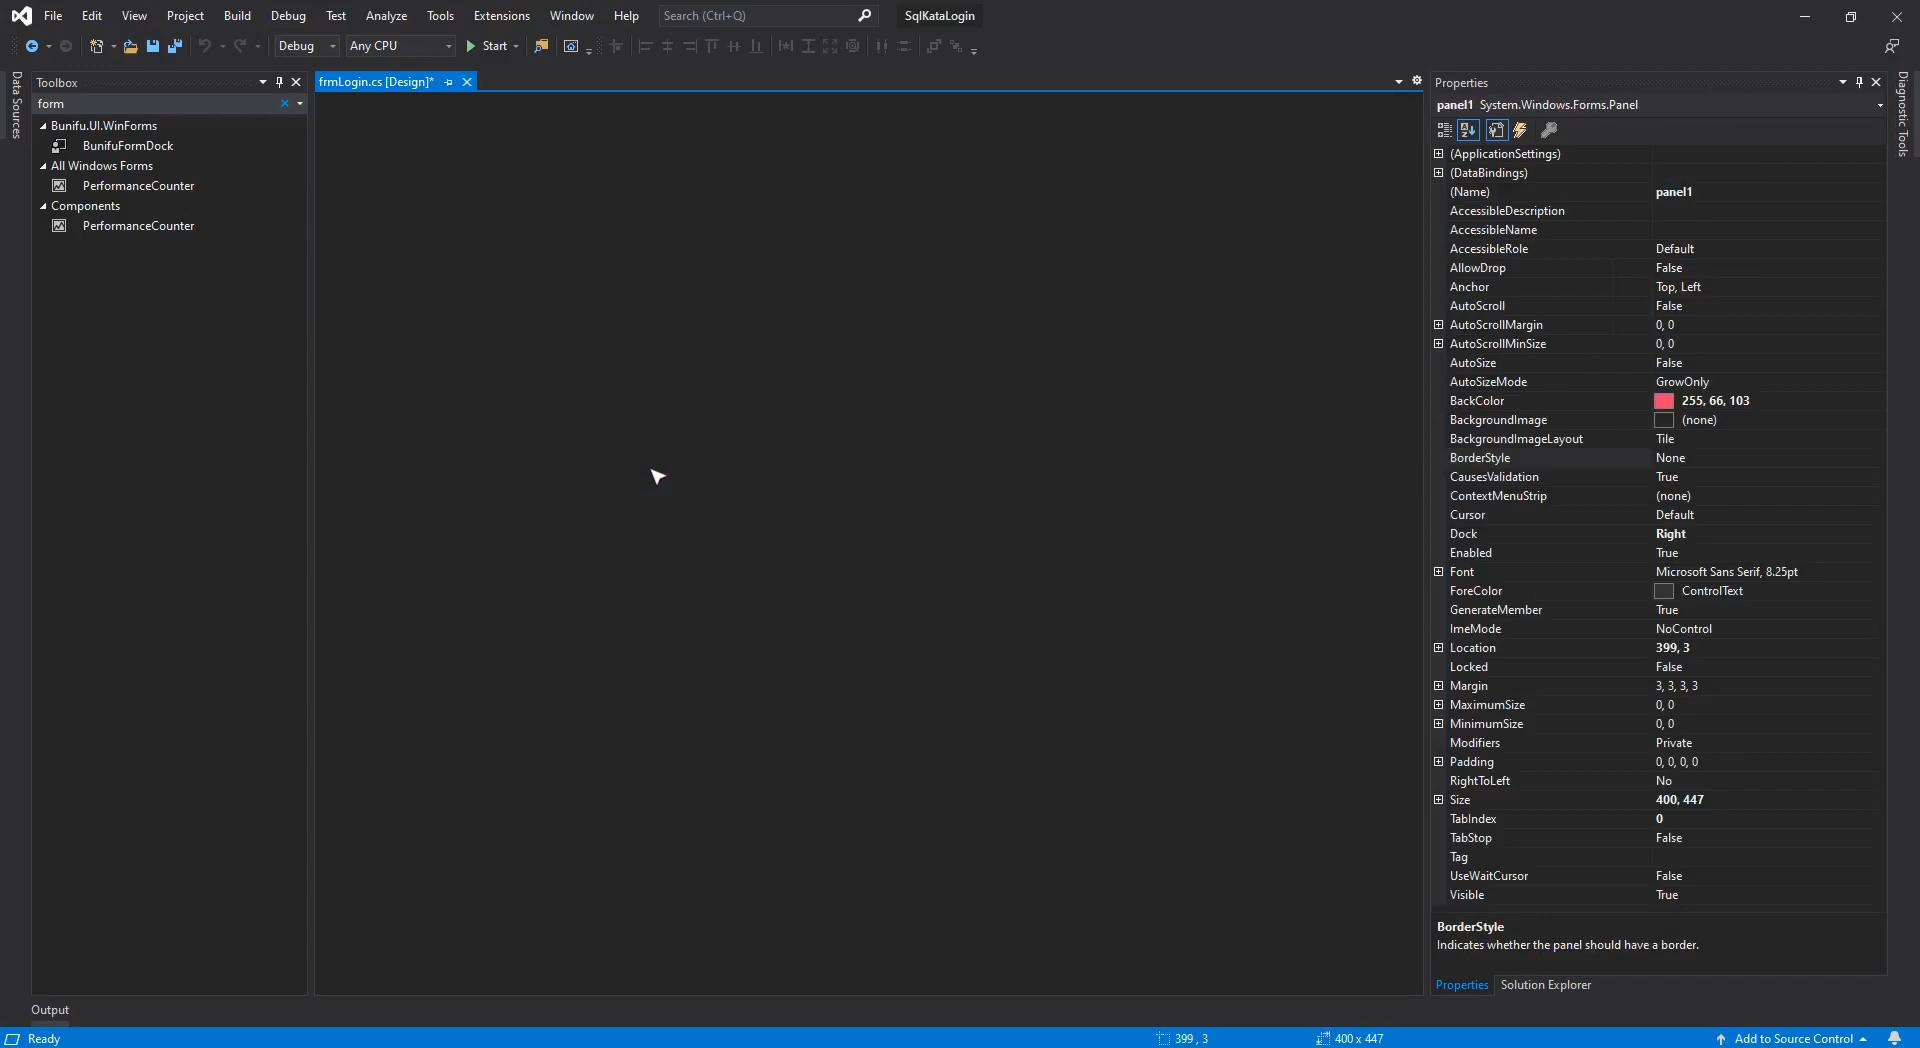 File Edit View Project Build Debug Test Analyze Tools Extensions Window Help Search (Ctrl+Q) SqlKataLogin
Debug Any CPU Start
Data Sources
Toolbox
form
Bunifu.UI.WinForms
BunifuFormDock
All Windows Forms
PerformanceCounter
Components
PerformanceCounter
frmLogin.cs [Design]*
Properties
panel1 System.Windows.Forms.Panel
(ApplicationSettings)
(DataBindings)
(Name) panel1
AccessibleDescription
AccessibleName
AccessibleRole Default
AllowDrop False
Anchor Top, Left
AutoScroll False
AutoScrollMargin 0, 0
AutoScrollMinSize 0, 0
AutoSize False
AutoSizeMode GrowOnly
BackColor 255, 66, 103
BackgroundImage (none)
BackgroundImageLayout Tile
BorderStyle None
CausesValidation True
ContextMenuStrip (none)
Cursor Default
Dock Right
Enabled True
Font Microsoft Sans Serif, 8.25pt
ForeColor ControlText
GenerateMember True
ImeMode NoControl
Location 399, 3
Locked False
Margin 3, 3, 3, 3
MaximumSize 0, 0
MinimumSize 0, 0
Modifiers Private
Padding 0, 0, 0, 0
RightToLeft No
Size 400, 447
TabIndex 0
TabStop False
Tag
UseWaitCursor False
Visible True
BorderStyle
Indicates whether the panel should have a border.
Properties Solution Explorer
Diagnostic Tools
Output
Ready 399 , 3 400 x 447 Add to Source Control